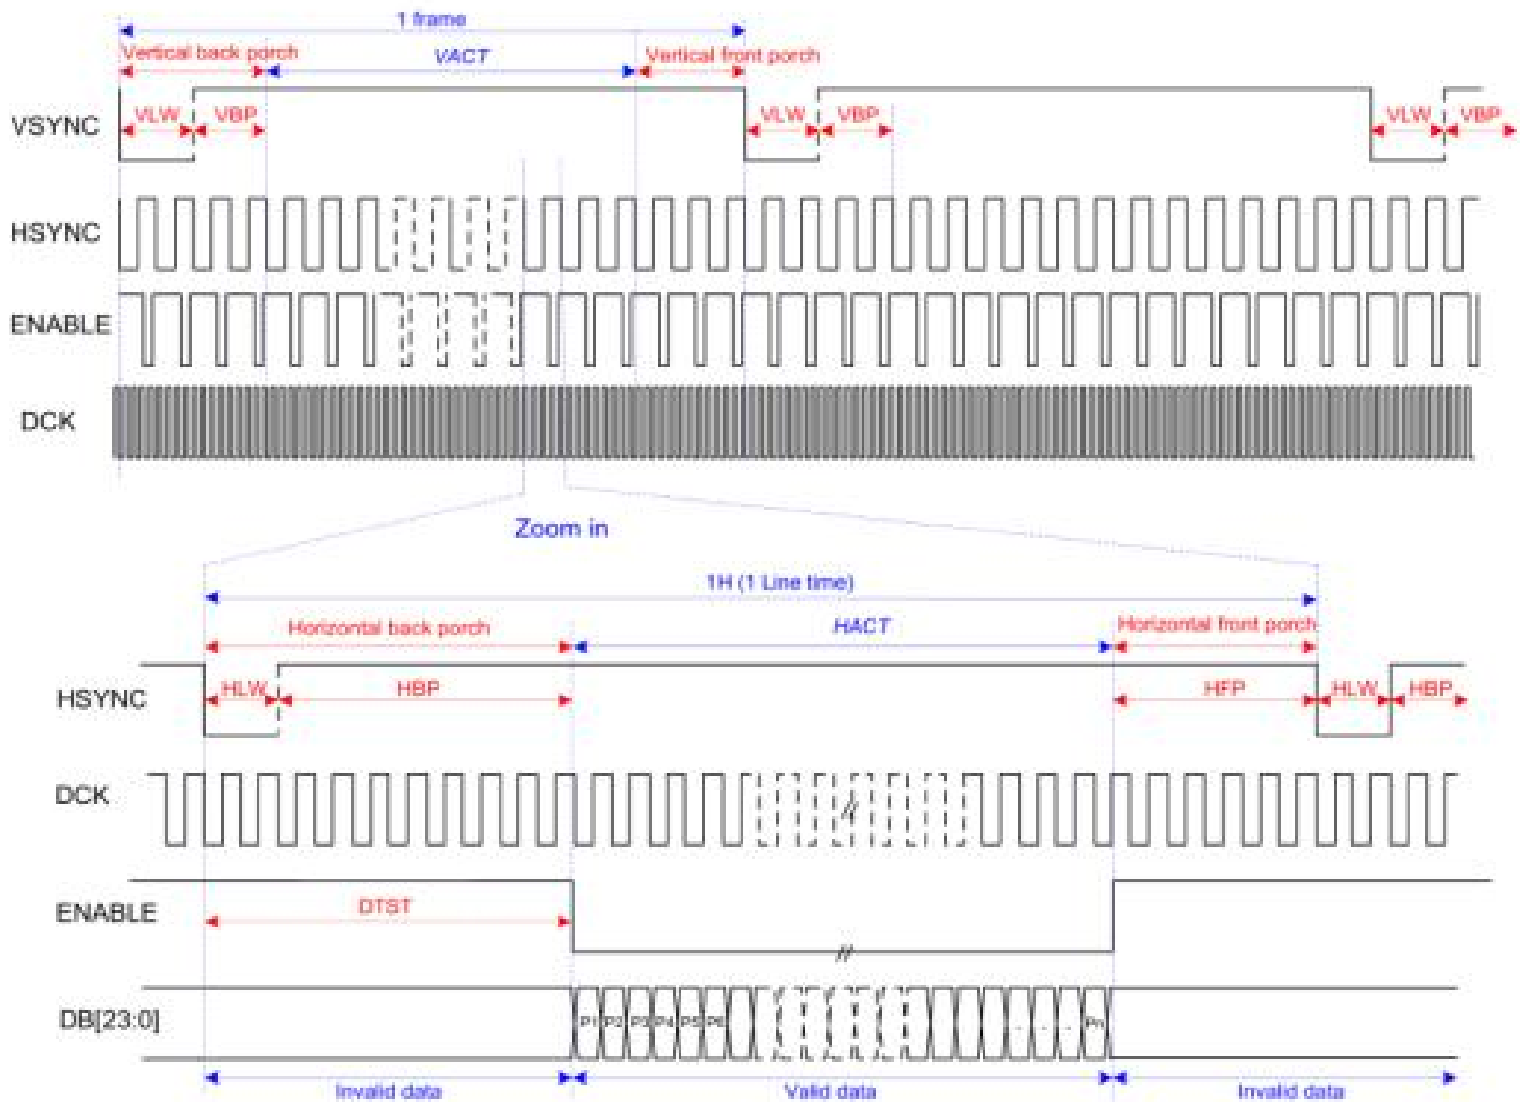 1 frame
Vertical back porch VACT Vertical front porch
VSYNC VLW VBP VLW VBP VLW VBP
HSYNC
ENABLE
DCK
Zoom in
1H (1 Line time)
Horizontal back porch HACT Horizontal front porch
HSYNC HLW HBP HFP HLW HBP
DCK //
ENABLE DTST //
DB[23:0] P1 P2 P3 P4 P5 P6 . . . Pn
Invalid data Valid data Invalid data